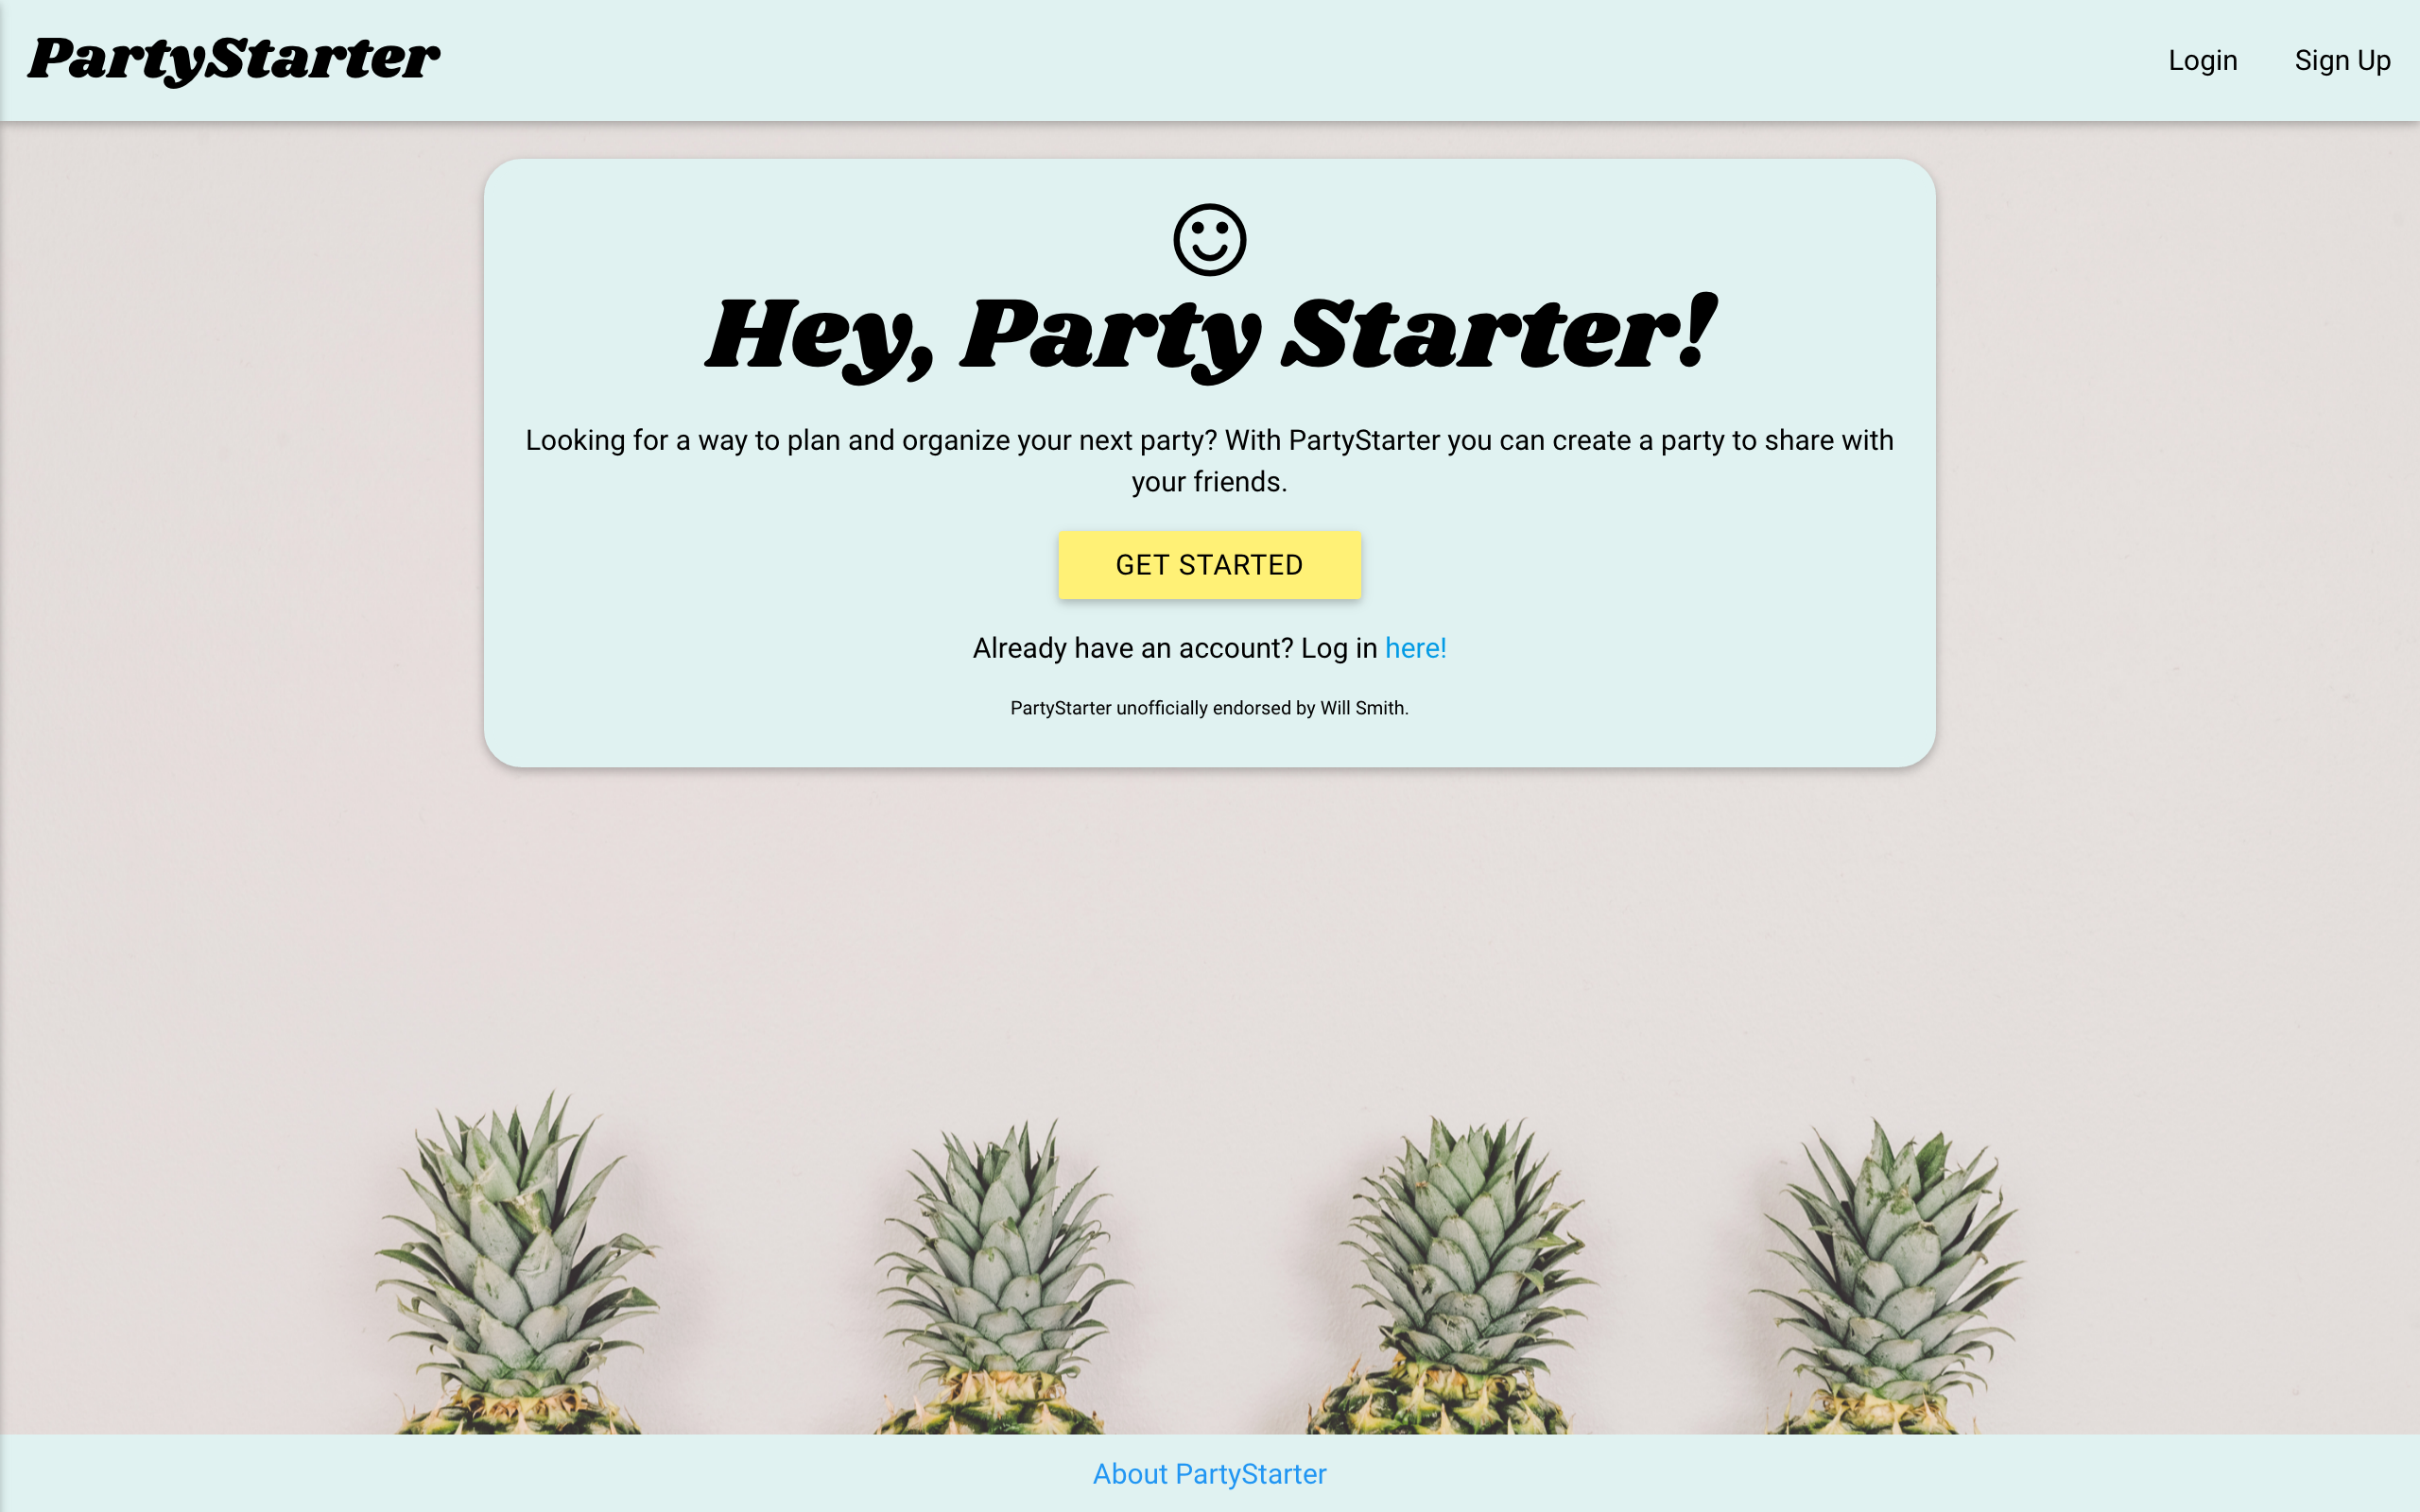 PartyStarter
Login
Sign Up
Hey, Party Starter!
Looking for a way to plan and organize your next party? With PartyStarter you can create a party to share with
your friends.
GET STARTED
Already have an account? Log in here!
PartyStarter unofficially endorsed by Will Smith.
About PartyStarter